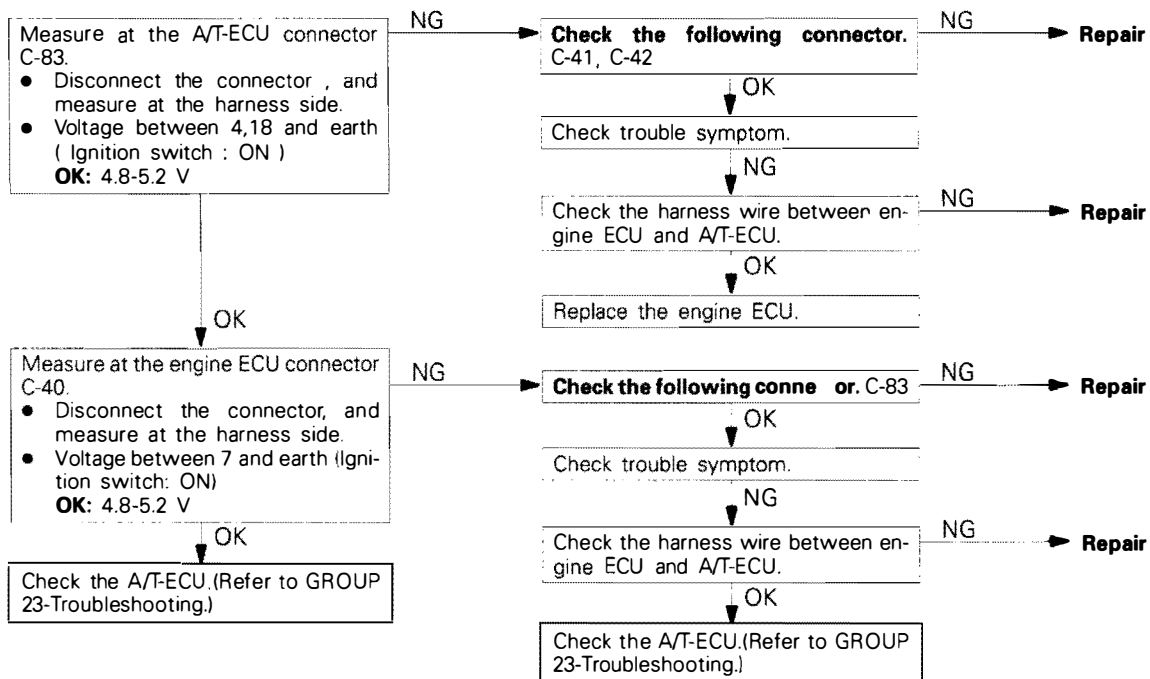 Measure at the A/T-ECU connector
C-83.
● Disconnect the connector , and
measure at the harness side.
● Voltage between 4,18 and earth
( Ignition switch : ON )
OK: 4.8-5.2 V
NG
Check the following connector.
C-41, C-42
NG
Repair
OK
Check trouble symptom.
NG
Check the harness wire between en-
gine ECU and A/T-ECU.
NG
Repair
OK
Replace the engine ECU.
OK
Measure at the engine ECU connector
C-40.
● Disconnect the connector, and
measure at the harness side.
● Voltage between 7 and earth (Igni-
tion switch: ON)
OK: 4.8-5.2 V
NG
Check the following conne or. C-83
NG
Repair
OK
Check trouble symptom.
NG
Check the harness wire between en-
gine ECU and A/T-ECU.
NG
Repair
OK
Check the A/T-ECU.(Refer to GROUP
23-Troubleshooting.)
OK
Check the A/T-ECU.(Refer to GROUP
23-Troubleshooting.)